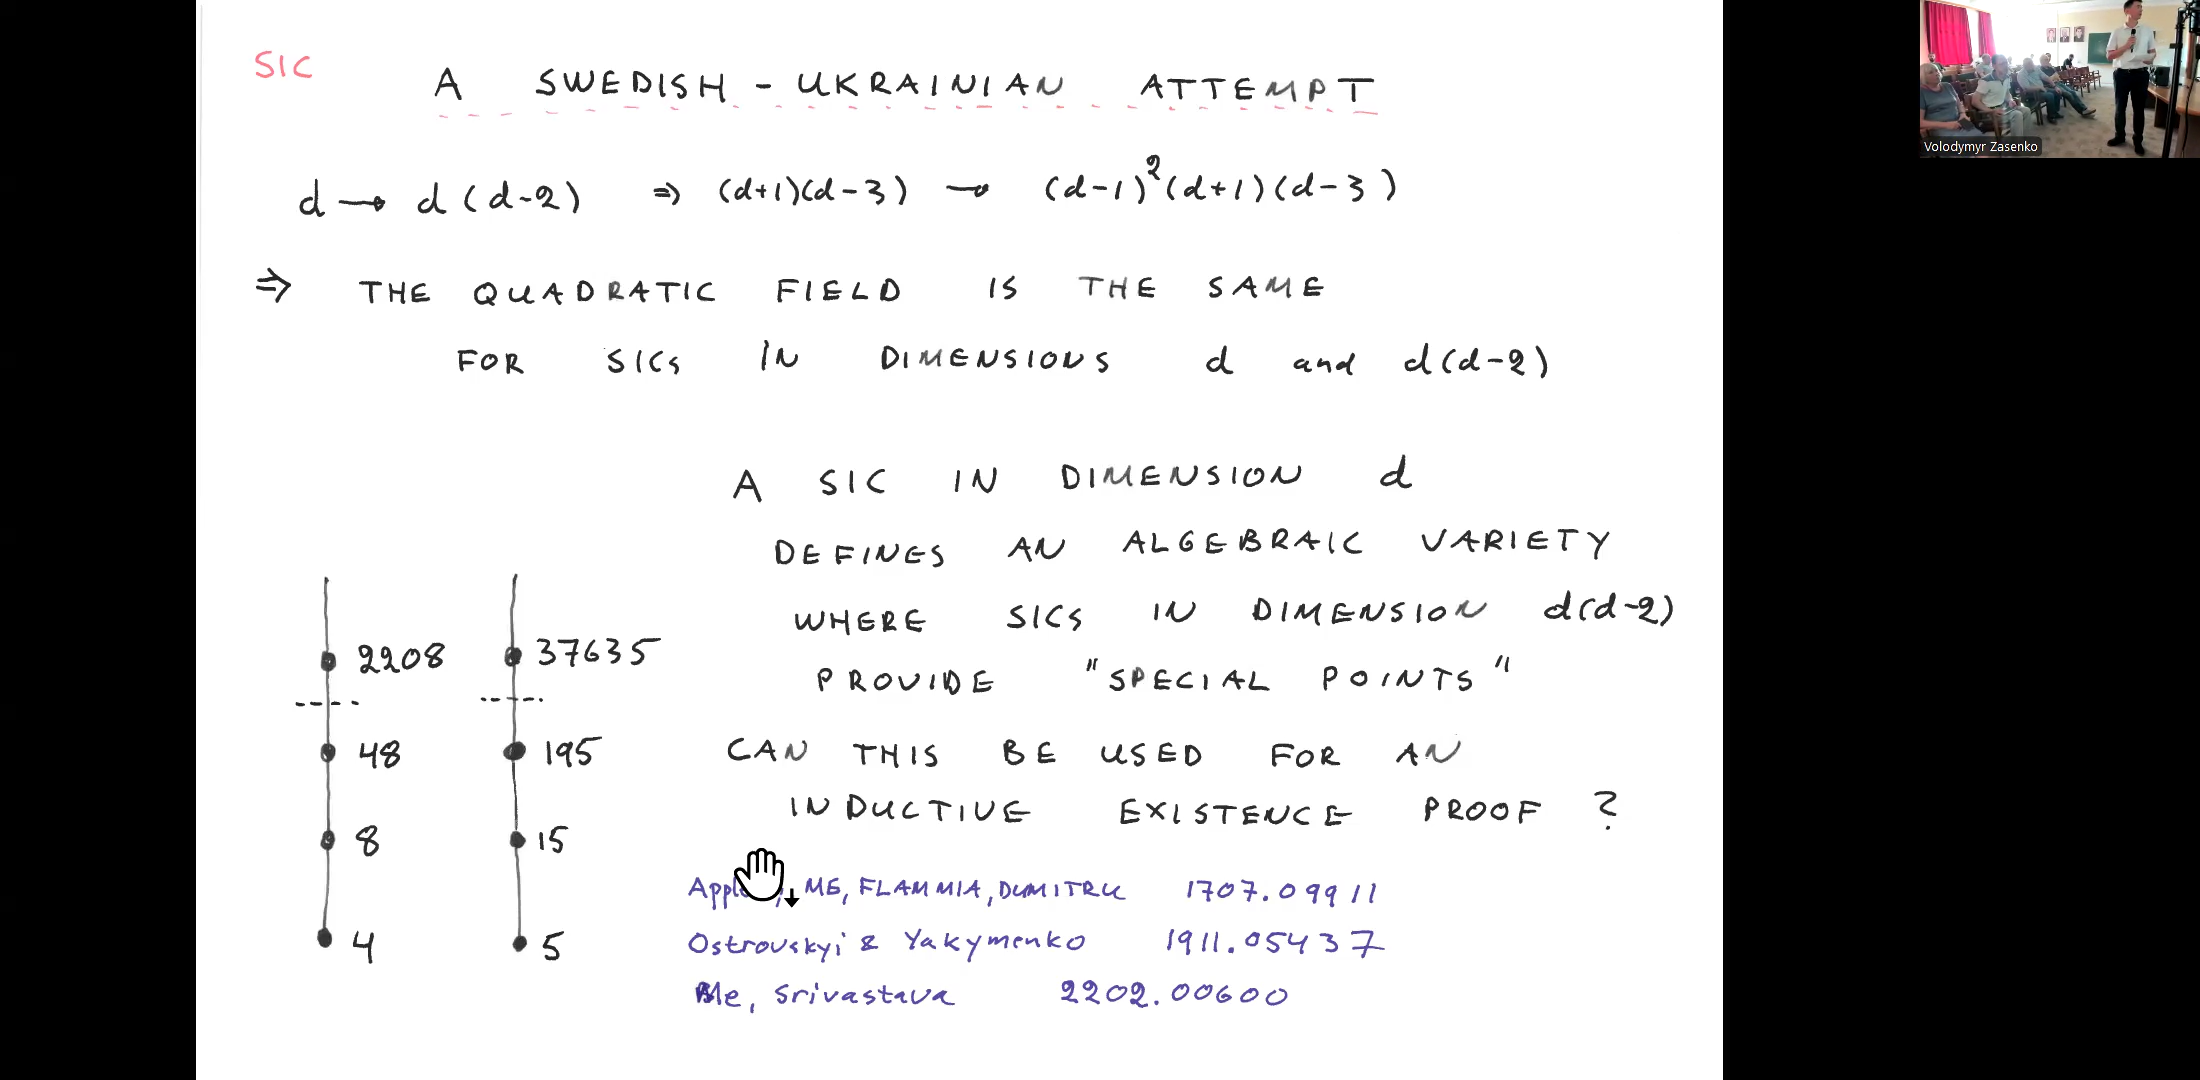 SIC
A SWEDISH - UKRAINIAN ATTEMPT
d → d(d-2) ⇒ (d+1)(d-3) → (d-1)²(d+1)(d-3)
⇒ THE QUADRATIC FIELD IS THE SAME
FOR SICs IN DIMENSIONS d and d(d-2)
A SIC IN DIMENSION d
DEFINES AN ALGEBRAIC VARIETY
WHERE SICs IN DIMENSION d(d-2)
PROVIDE "SPECIAL POINTS"
CAN THIS BE USED FOR AN
INDUCTIVE EXISTENCE PROOF ?
2208 37635
48 195
8 15
4 5
ME, FLAMMIA, DUMITRU 1707.09911
Ostrovskyi & Yakymenko 1911.05437
Me, Srivastava 2202.00600
Volodymyr Zasenko